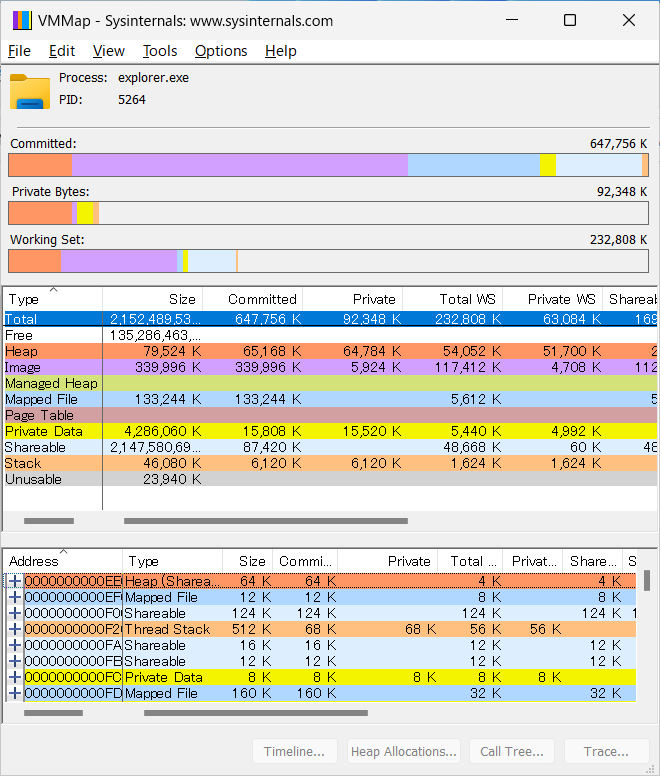 VMMap - Sysinternals: www.sysinternals.com
File Edit View Tools Options Help
Process: explorer.exe
PID: 5264
Committed: 647,756 K
Private Bytes: 92,348 K
Working Set: 232,808 K
Type Size Committed Private Total WS Private WS Shareab
Total 2,152,489,53... 647,756 K 92,348 K 232,808 K 63,084 K 169
Free 135,286,463,...
Heap 79,524 K 65,168 K 64,784 K 54,052 K 51,700 K 2
Image 339,996 K 339,996 K 5,924 K 117,412 K 4,708 K 112
Managed Heap
Mapped File 133,244 K 133,244 K 5,612 K 5
Page Table
Private Data 4,286,060 K 15,808 K 15,520 K 5,440 K 4,992 K
Shareable 2,147,580,69... 87,420 K 48,668 K 60 K 48
Stack 46,080 K 6,120 K 6,120 K 1,624 K 1,624 K
Unusable 23,940 K
Address Type Size Commi... Private Total ... Privat... Share... S
0000000000EE Heap (Sharea... 64 K 64 K 4 K 4 K
0000000000EF Mapped File 12 K 12 K 8 K 8 K
0000000000F0 Shareable 124 K 124 K 124 K 124 K 1
0000000000F2 Thread Stack 512 K 68 K 68 K 56 K 56 K
0000000000FA Shareable 16 K 16 K 12 K 12 K
0000000000FB Shareable 12 K 12 K 12 K 12 K
0000000000FC Private Data 8 K 8 K 8 K 8 K 8 K
0000000000FD Mapped File 160 K 160 K 32 K 32 K
Timeline... Heap Allocations... Call Tree... Trace...